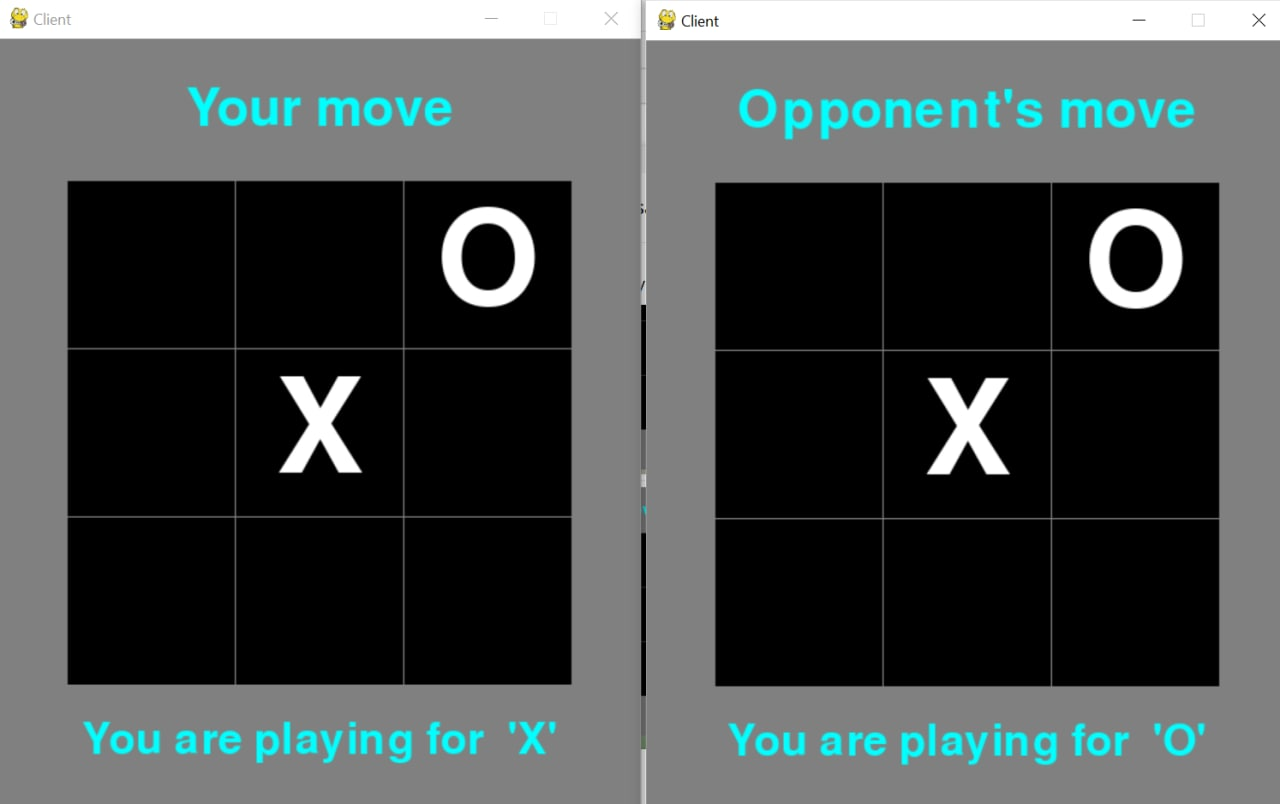 Client
Your move
O
X
You are playing for 'X'
Client
Opponent's move
O
X
You are playing for 'O'